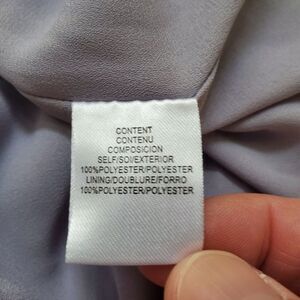 CONTENT
CONTENU
COMPOSICION
SELF/SOI/EXTERIOR
100%POLYESTER/POLYESTER
LINING/DOUBLURE/FORRO
100%POLYESTER/POLYESTER